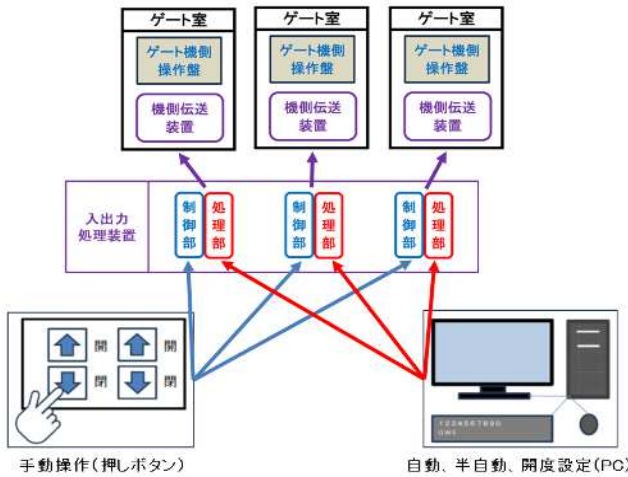 ゲート室
ゲート室
ゲート室
ゲート機側
操作盤
ゲート機側
操作盤
ゲート機側
操作盤
機側伝送
装置
機側伝送
装置
機側伝送
装置
入出力
処理装置
制御部
処理部
制御部
処理部
制御部
処理部
開
開
閉
閉
1234567890
QWE
手動操作(押しボタン)
自動、半自動、開度設定(PC)